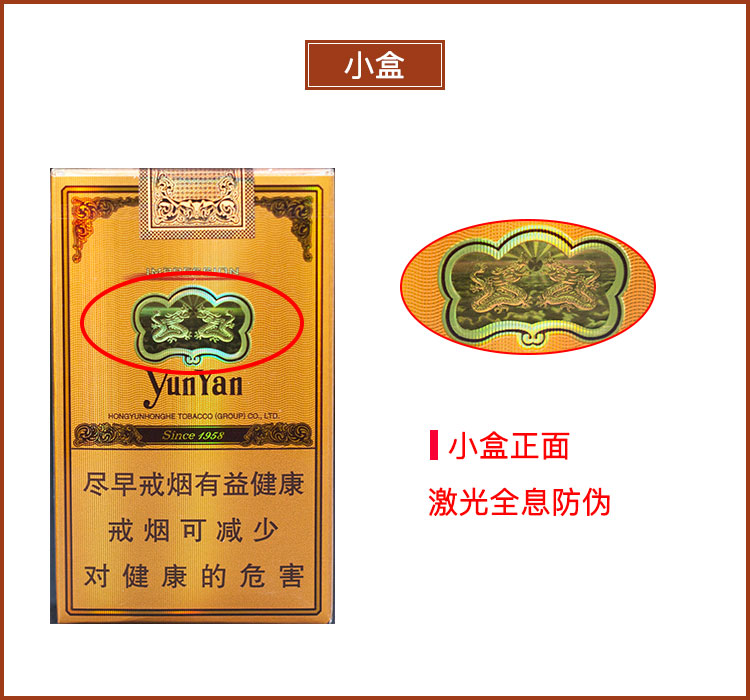 小盒
YunYan
HONGYUNHONGHE TOBACCO (GROUP) CO., LTD.
Since 1958
尽早戒烟有益健康
戒烟可减少
对健康的危害
小盒正面
激光全息防伪